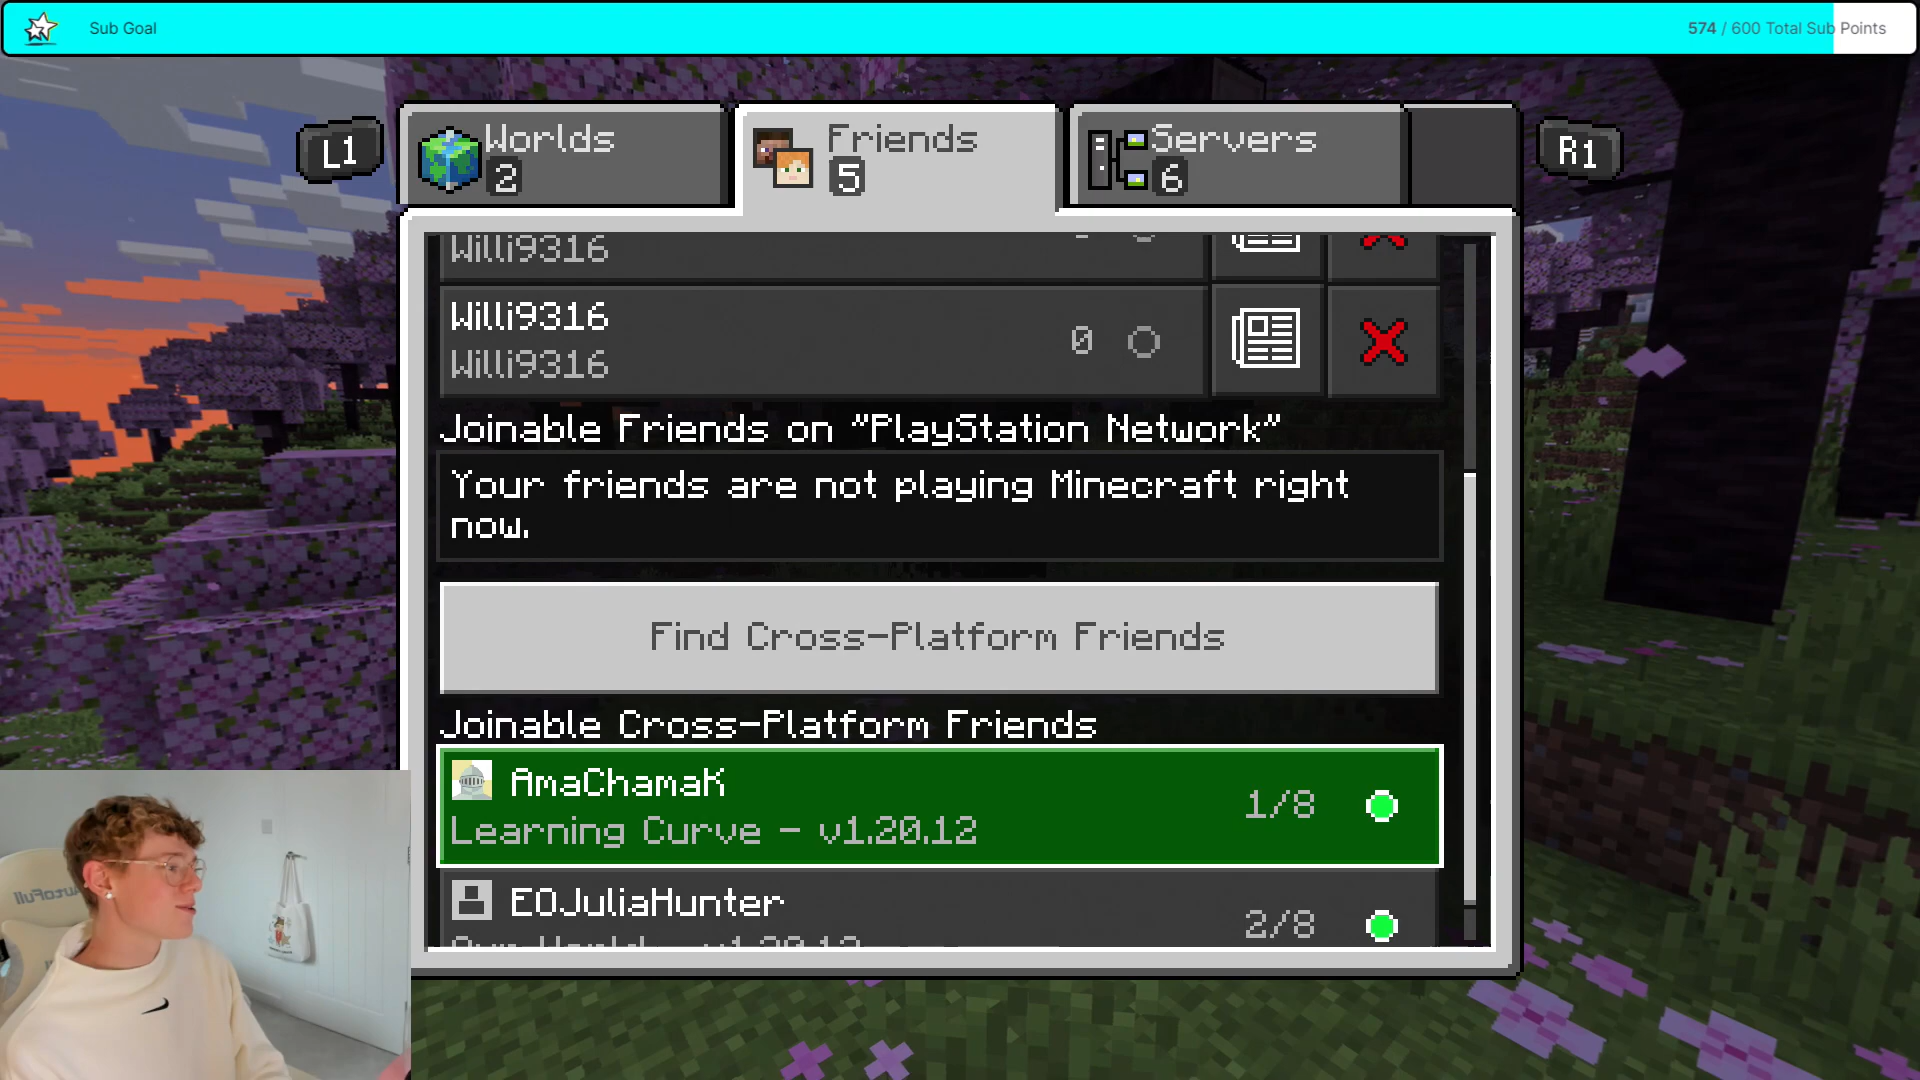 Sub Goal
574 / 600 Total Sub Points
L1
Worlds
2
Friends
5
Servers
6
R1
Willi9316
Willi9316
0
Willi9316
Joinable Friends on "PlayStation Network"
Your friends are not playing Minecraft right
now.
Find Cross-Platform Friends
Joinable Cross-Platform Friends
AmaChamaK
1/8
Learning Curve - v1.20.12
EOJuliaHunter
2/8